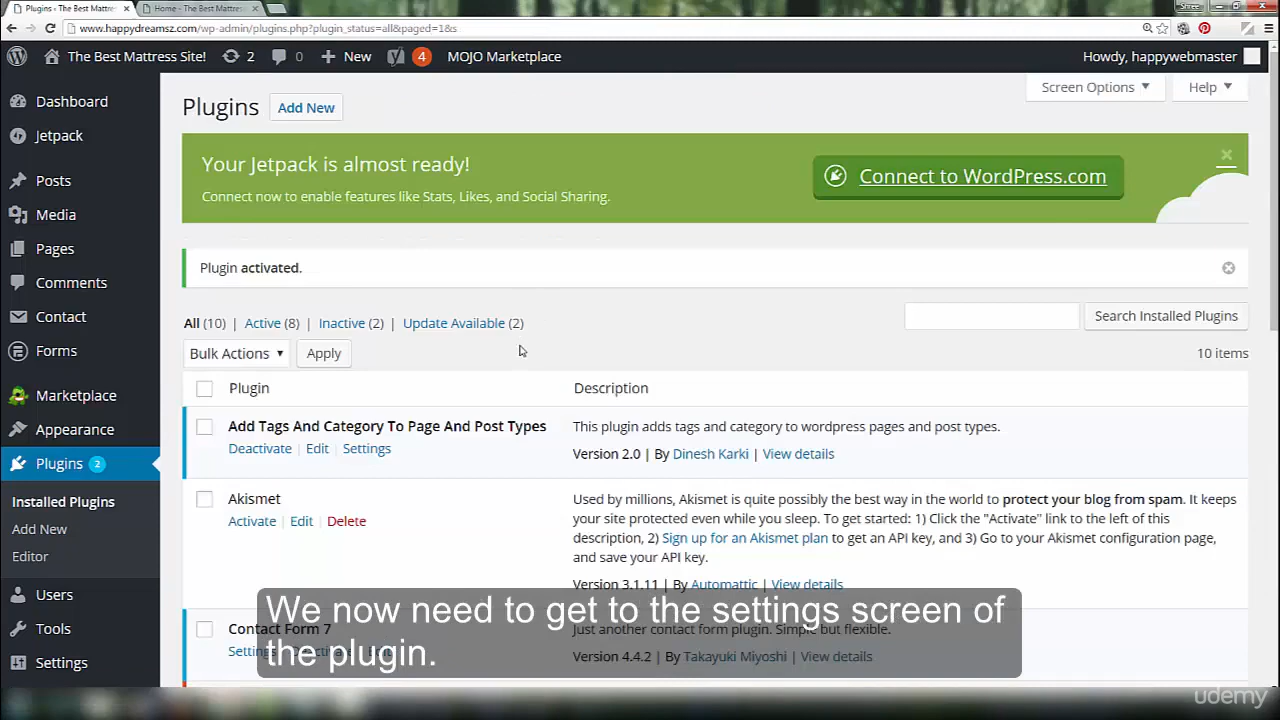 Plugins - The Best Mattr
Home - The Best Mattress
Shree
www.happydreamsz.com/wp-admin/plugins.php?plugin_status=all&paged=1&s
The Best Mattress Site! 2 0 New 4 MOJO Marketplace
Howdy, happywebmaster
Dashboard
Jetpack
Posts
Media
Pages
Comments
Contact
Forms
Marketplace
Appearance
Plugins 2
Installed Plugins
Add New
Editor
Users
Tools
Settings
Screen Options
Help
Plugins Add New
Your Jetpack is almost ready!
Connect now to enable features like Stats, Likes, and Social Sharing.
Connect to WordPress.com
Plugin activated.
All (10) | Active (8) | Inactive (2) | Update Available (2)
Search Installed Plugins
Bulk Actions Apply
10 items
Plugin Description
Add Tags And Category To Page And Post Types
Deactivate | Edit | Settings
This plugin adds tags and category to wordpress pages and post types.
Version 2.0 | By Dinesh Karki | View details
Akismet
Activate | Edit | Delete
Used by millions, Akismet is quite possibly the best way in the world to protect your blog from spam. It keeps
your site protected even while you sleep. To get started: 1) Click the "Activate" link to the left of this
description, 2) Sign up for an Akismet plan to get an API key, and 3) Go to your Akismet configuration page,
and save your API key.
Version 3.1.11 | By Automattic | View details
Contact Form 7
Settings | Deactivate | Edit
Just another contact form plugin. Simple but flexible.
Version 4.4.2 | By Takayuki Miyoshi | View details
We now need to get to the settings screen of
the plugin.
udemy